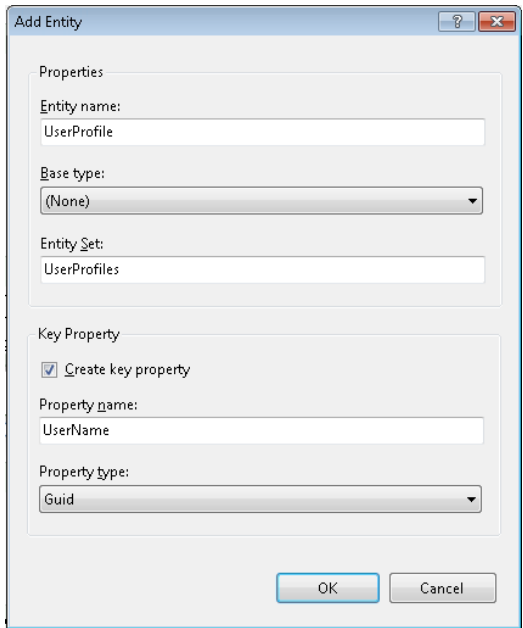 Add Entity
Properties
Entity name:
UserProfile
Base type:
(None)
Entity Set:
UserProfiles
Key Property
Create key property
Property name:
UserName
Property type:
Guid
OK Cancel